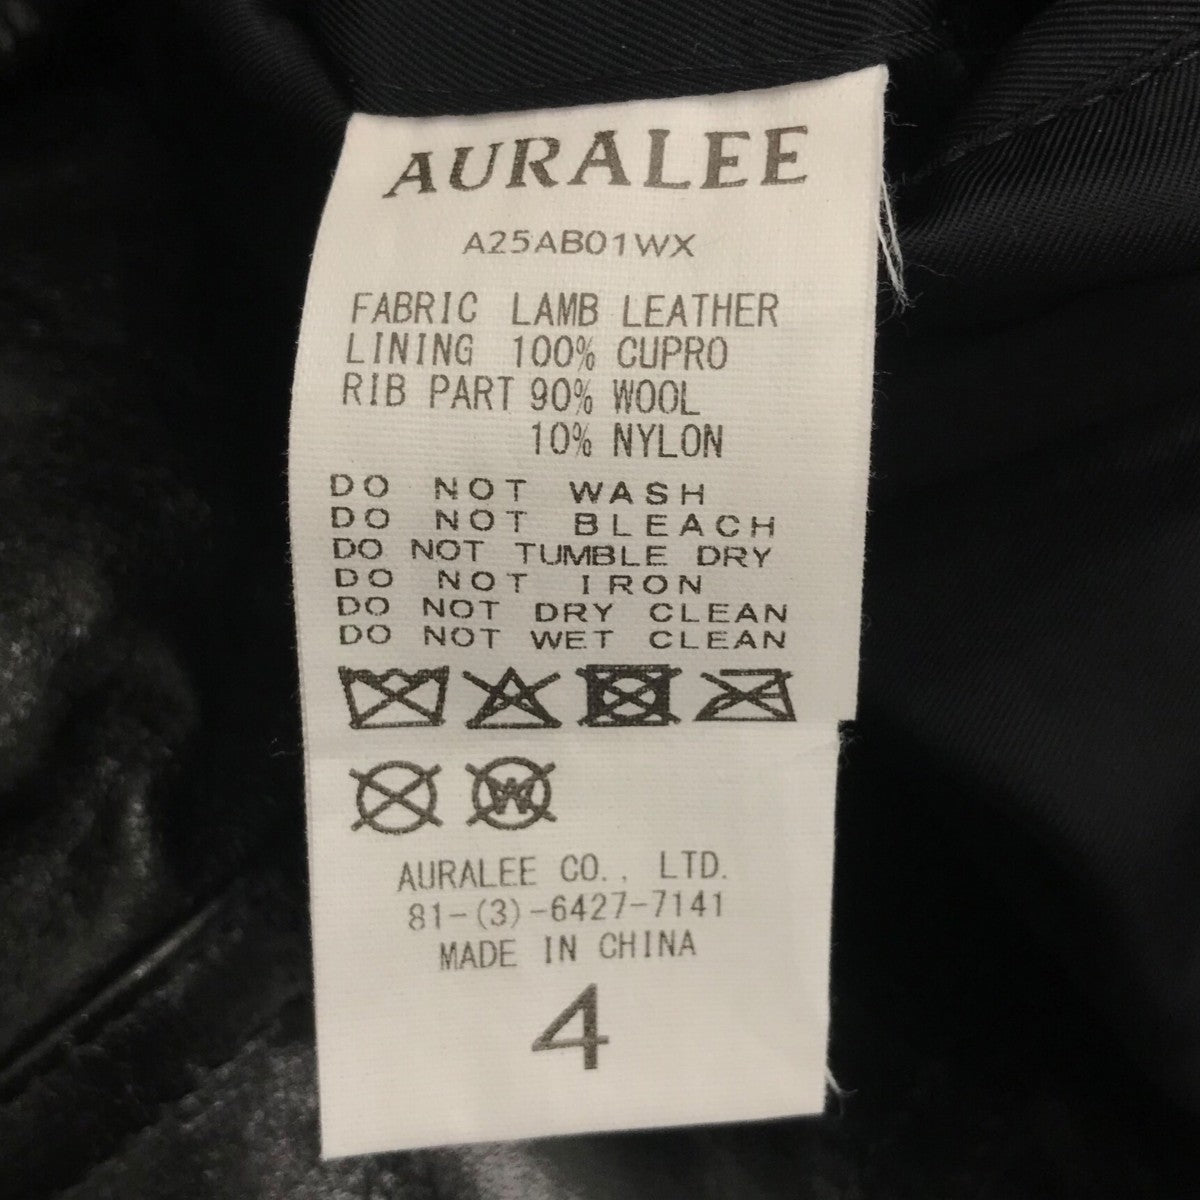 AURALEE
A25AB01WX
FABRIC LAMB LEATHER
LINING 100% CUPRO
RIB PART 90% WOOL
10% NYLON
DO NOT WASH
DO NOT BLEACH
DO NOT TUMBLE DRY
DO NOT IRON
DO NOT DRY CLEAN
DO NOT WET CLEAN
W
AURALEE CO., LTD.
81-(3)-6427-7141
MADE IN CHINA
4